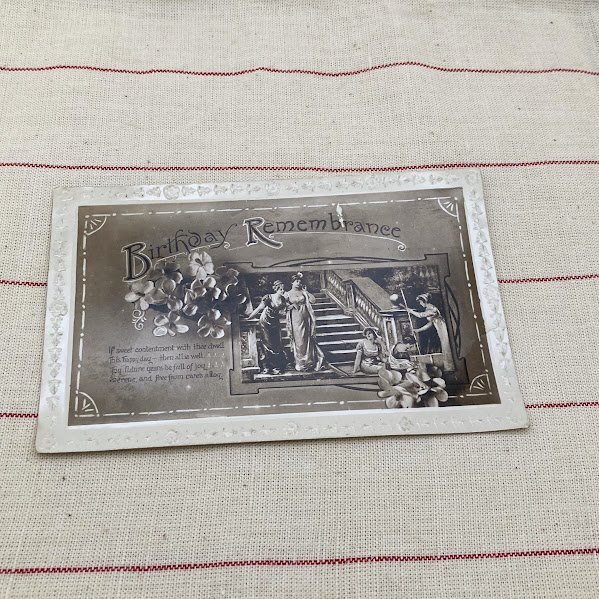 Birthday Remembrance
If sweet contentment with thee dwell
This happy day — then all is well
May future years be full of joy
Serene and free from cares alloy